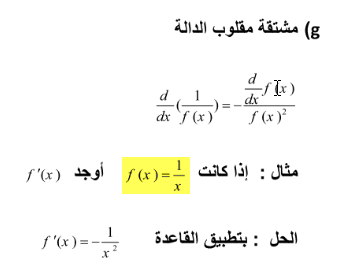 g) مشتقة مقلوب الدالة
d/dx (1/f(x)) = - (d/dx f(x))/f(x)²
مثال : إذا كانت f(x) = 1/x أوجد f'(x)
الحل : بتطبيق القاعدة f'(x) = - 1/x²